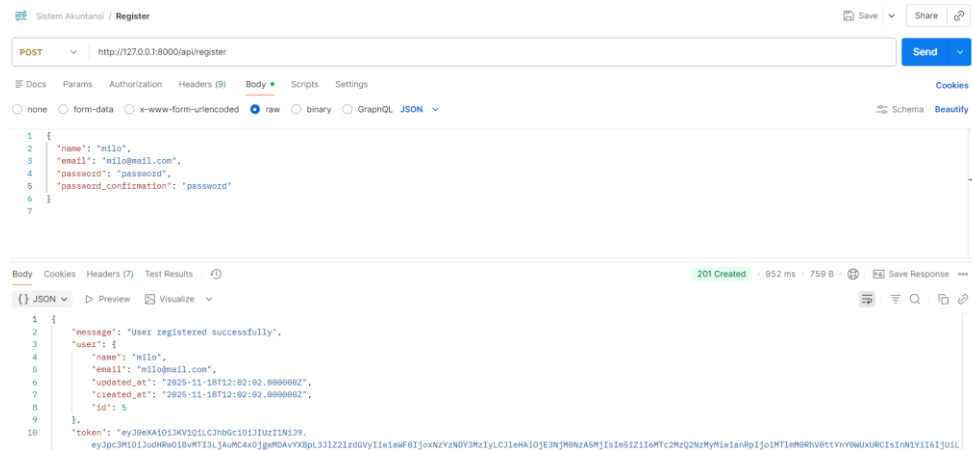 Sistem Akuntansi / Register Save Share
POST http://127.0.0.1:8000/api/register Send
Docs Params Authorization Headers (9) Body Scripts Settings Cookies
none form-data x-www-form-urlencoded raw binary GraphQL JSON Schema Beautify
1 {
2 "name": "milo",
3 "email": "milo@mail.com",
4 "password": "password",
5 "password_confirmation": "password"
6 }
7
Body Cookies Headers (7) Test Results 201 Created 952 ms 759 B Save Response
{} JSON Preview Visualize
1 {
2 "message": "User registered successfully",
3 "user": {
4 "name": "milo",
5 "email": "milo@mail.com",
6 "updated_at": "2025-11-18T12:02:02.000000Z",
7 "created_at": "2025-11-18T12:02:02.000000Z",
8 "id": 5
9 },
10 "token": "eyJ0eXAiOiJKV1QiLCJhbGciOiJIUzI1NiJ9.